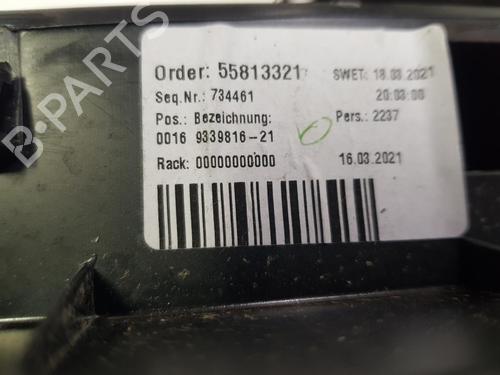 Order: 55813321 SWET: 18.03.2021
Seq.Nr.: 734461 20:03:00
Pos.: Bezeichnung: Pers.: 2237
0016 9339816-21
Rack: 00000000000 16.03.2021
B-PARTS